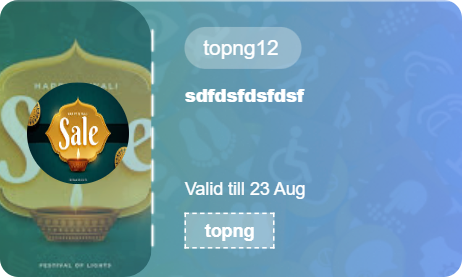 topng12
sdfdsfdsfdsf
Valid till 23 Aug
topng
HAPPY DIWALI
Sale
FESTIVAL OF LIGHTS
Sale